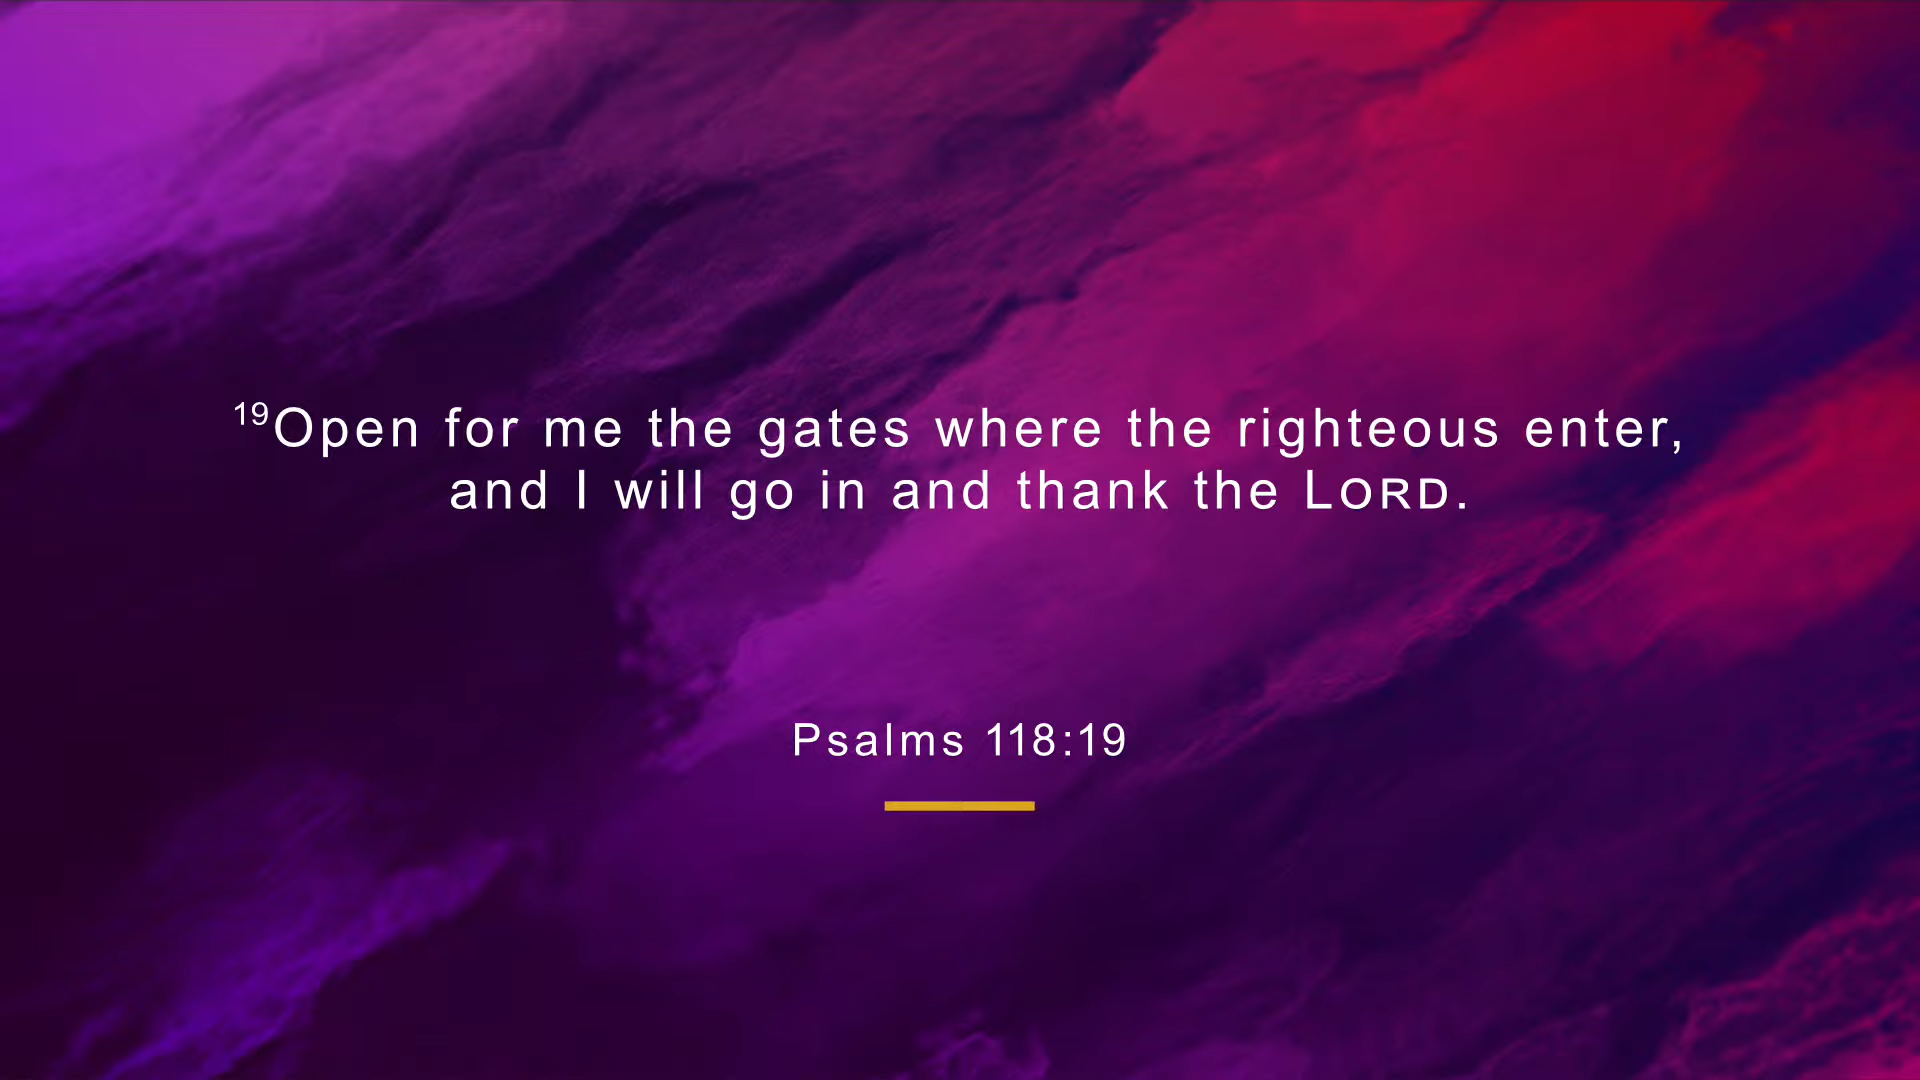 19Open for me the gates where the righteous enter,
and I will go in and thank the LORD.
Psalms 118:19